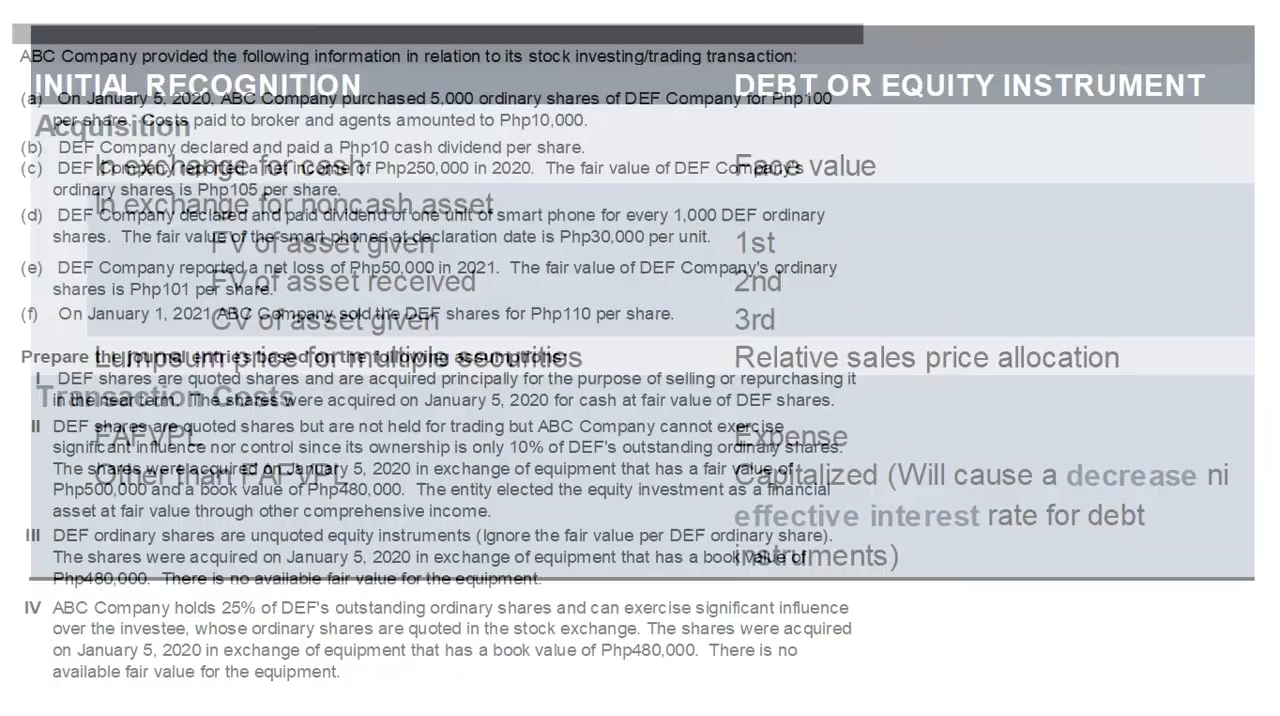 ABC Company provided the following information in relation to its stock investing/trading transaction:
(a) On January 5, 2020, ABC Company purchased 5,000 ordinary shares of DEF Company for Php100
per share. Costs paid to broker and agents amounted to Php10,000.
(b) DEF Company declared and paid a Php10 cash dividend per share.
(c) DEF Company reported a net income of Php250,000 in 2020. The fair value of DEF Company's
ordinary shares is Php105 per share.
(d) DEF Company declared and paid dividend of one unit of smart phone for every 1,000 DEF ordinary
shares. The fair value of the smart phones at declaration date is Php30,000 per unit.
(e) DEF Company reported a net loss of Php50,000 in 2021. The fair value of DEF Company's ordinary
shares is Php101 per share.
(f) On January 1, 2021 ABC Company sold the DEF shares for Php110 per share.
Prepare the journal entries based on the following assumptions:
I DEF shares are quoted shares and are acquired principally for the purpose of selling or repurchasing it
in the near term. The shares were acquired on January 5, 2020 for cash at fair value of DEF shares.
II DEF shares are quoted shares but are not held for trading but ABC Company cannot exercise
significant influence nor control since its ownership is only 10% of DEF's outstanding ordinary shares.
The shares were acquired on January 5, 2020 in exchange of equipment that has a fair value of
Php500,000 and a book value of Php480,000. The entity elected the equity investment as a financial
asset at fair value through other comprehensive income.
III DEF ordinary shares are unquoted equity instruments (Ignore the fair value per DEF ordinary share).
The shares were acquired on January 5, 2020 in exchange of equipment that has a book value of
Php480,000. There is no available fair value for the equipment.
IV ABC Company holds 25% of DEF's outstanding ordinary shares and can exercise significant influence
over the investee, whose ordinary shares are quoted in the stock exchange. The shares were acquired
on January 5, 2020 in exchange of equipment that has a book value of Php480,000. There is no
available fair value for the equipment.
INITIAL RECOGNITION DEBT OR EQUITY INSTRUMENT
Acquisition
In exchange for cash Face value
In exchange for noncash asset
FV of asset given 1st
FV of asset received 2nd
CV of asset given 3rd
Lumpsum price for multiple securities Relative sales price allocation
Transaction Costs
FAFVPL Expense
Other than FAFVPL Capitalized (Will cause a decrease ni
effective interest rate for debt
instruments)